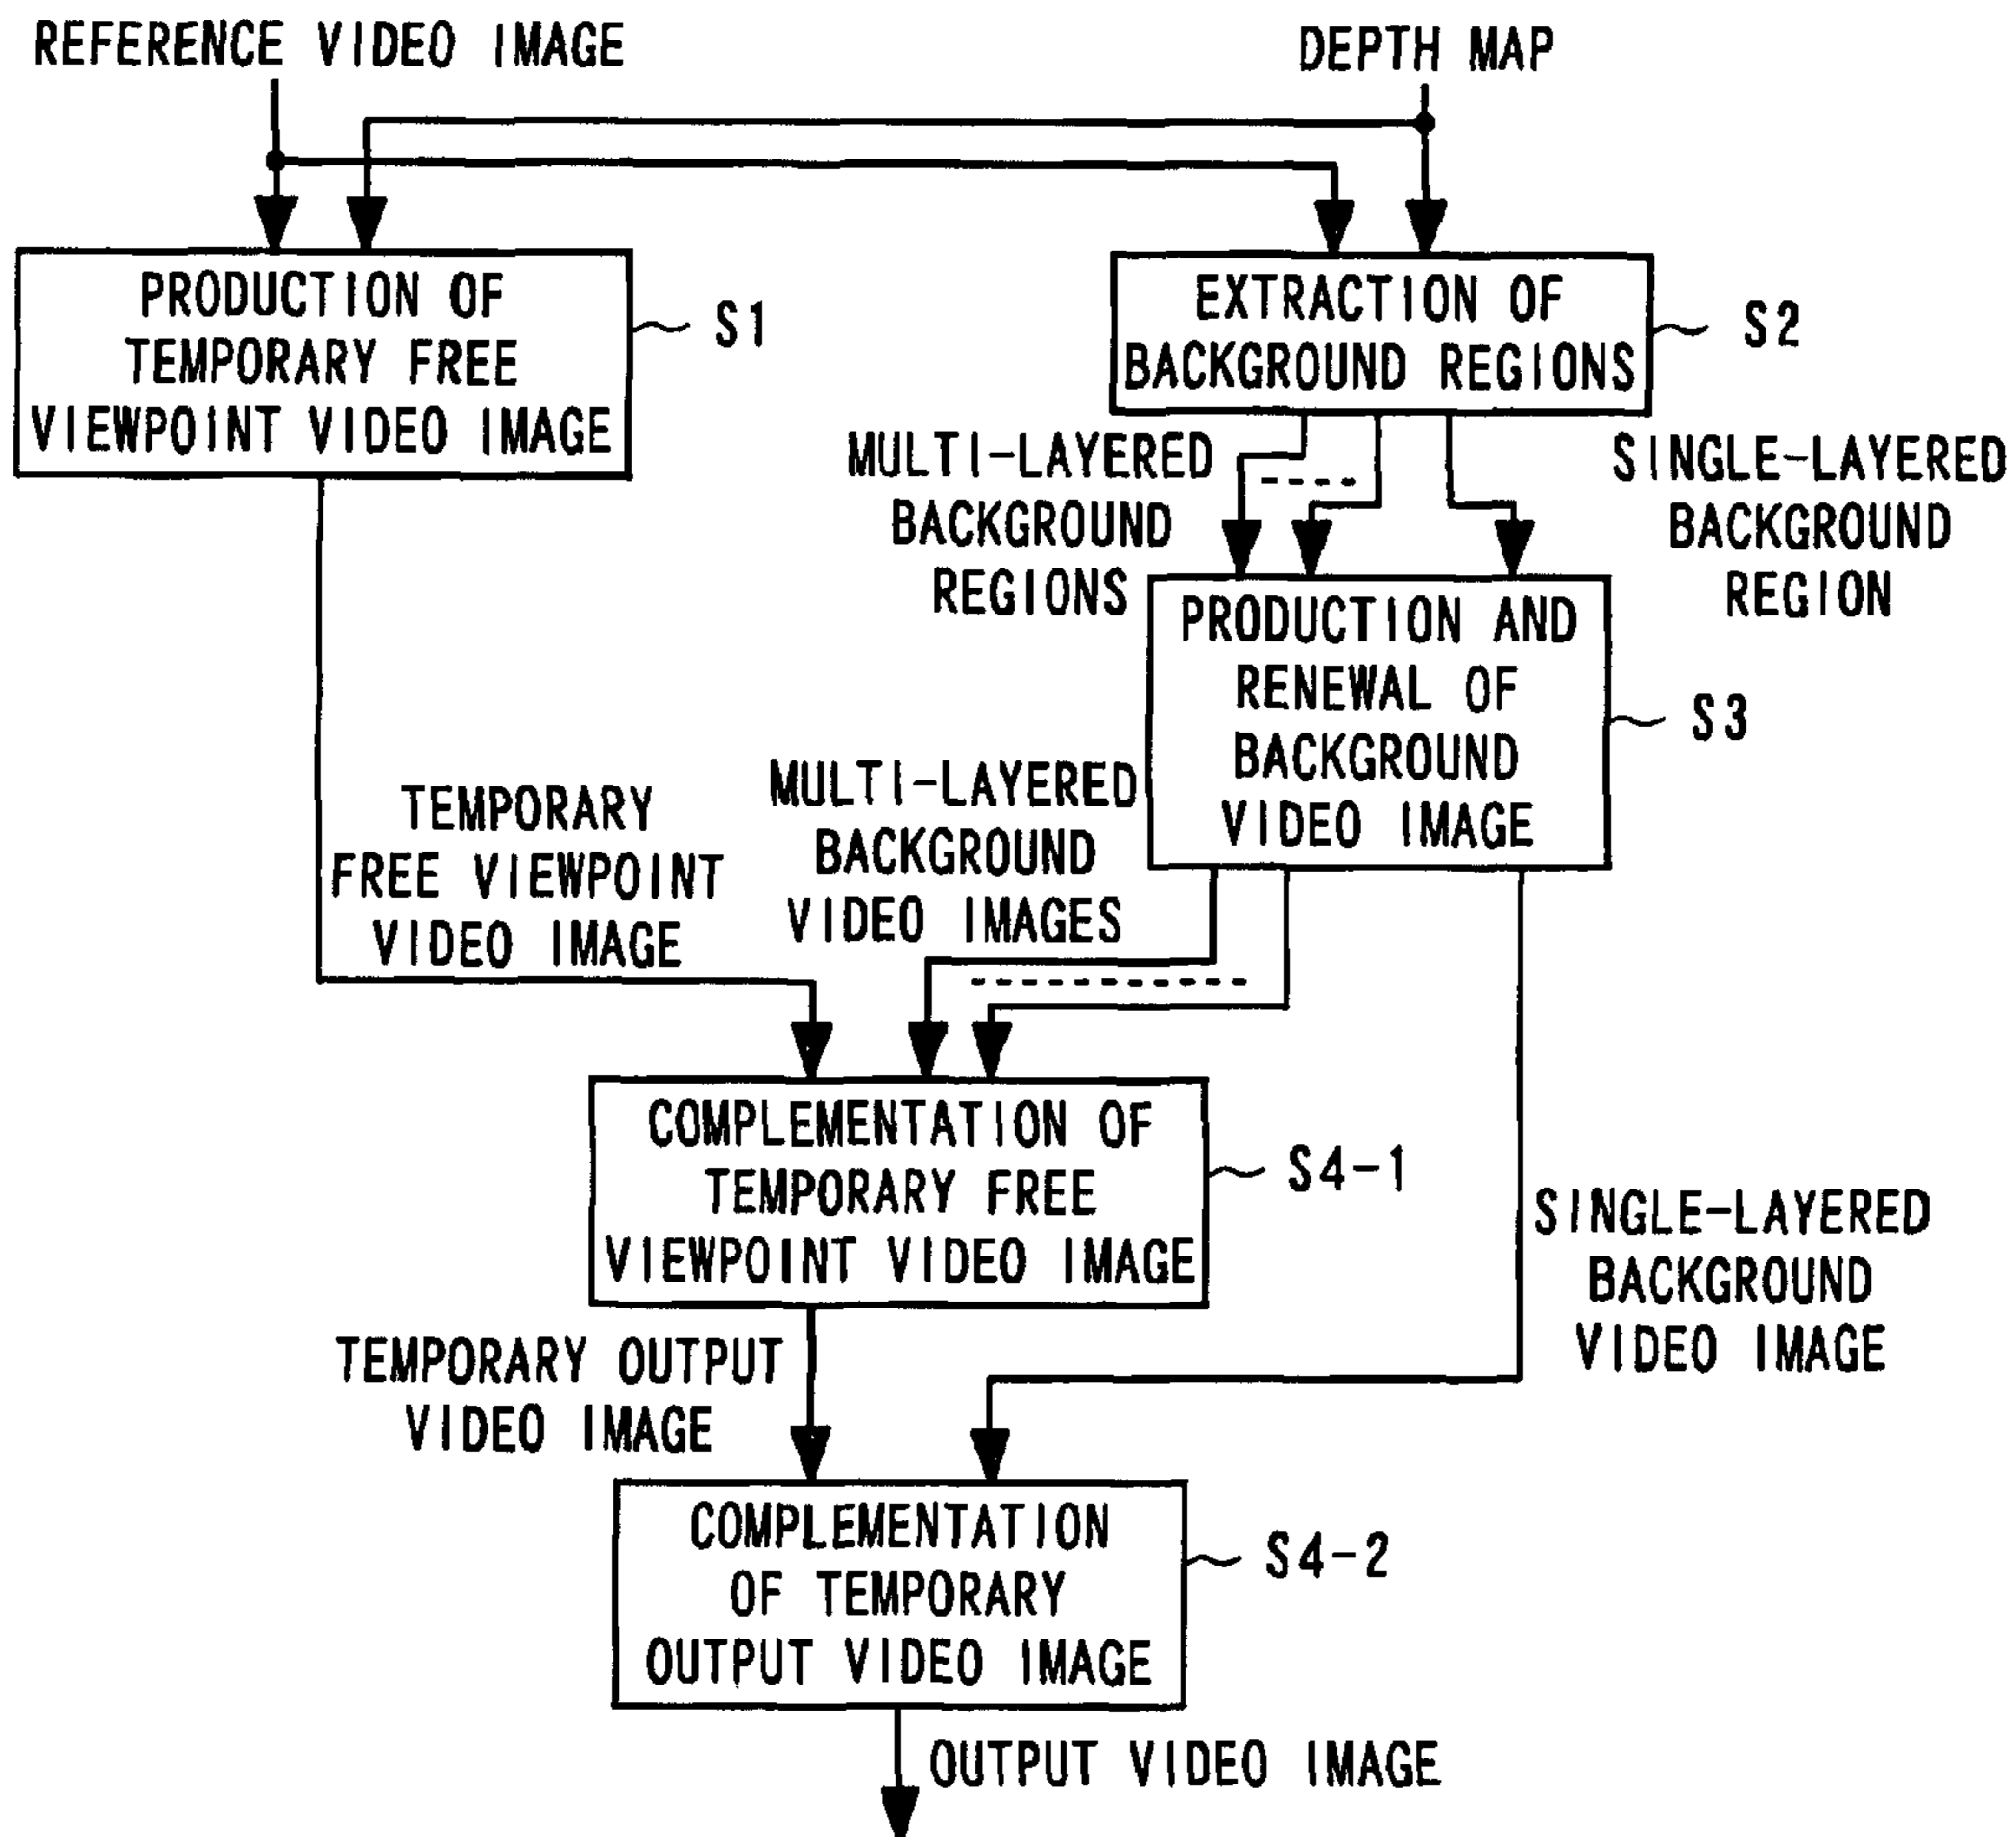 REFERENCE VIDEO IMAGE
DEPTH MAP
PRODUCTION OF
TEMPORARY FREE
VIEWPOINT VIDEO IMAGE
S1
EXTRACTION OF
BACKGROUND REGIONS
S2
MULTI-LAYERED
BACKGROUND
REGIONS
SINGLE-LAYERED
BACKGROUND
REGION
PRODUCTION AND
RENEWAL OF
BACKGROUND
VIDEO IMAGE
S3
TEMPORARY
FREE VIEWPOINT
VIDEO IMAGE
MULTI-LAYERED
BACKGROUND
VIDEO IMAGES
COMPLEMENTATION OF
TEMPORARY FREE
VIEWPOINT VIDEO IMAGE
S4-1
SINGLE-LAYERED
BACKGROUND
VIDEO IMAGE
TEMPORARY OUTPUT
VIDEO IMAGE
COMPLEMENTATION
OF TEMPORARY
OUTPUT VIDEO IMAGE
S4-2
OUTPUT VIDEO IMAGE